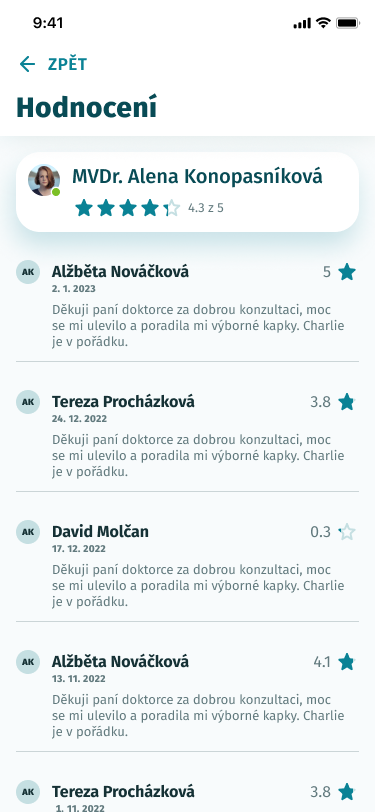 9:41
ZPĚT
Hodnocení
MVDr. Alena Konopasníková
4.3 z 5
AK Alžběta Nováčková 5
2. 1. 2023
Děkuji paní doktorce za dobrou konzultaci, moc
se mi ulevilo a poradila mi výborné kapky. Charlie
je v pořádku.
AK Tereza Procházková 3.8
24. 12. 2022
Děkuji paní doktorce za dobrou konzultaci, moc
se mi ulevilo a poradila mi výborné kapky. Charlie
je v pořádku.
AK David Molčan 0.3
17. 12. 2022
Děkuji paní doktorce za dobrou konzultaci, moc
se mi ulevilo a poradila mi výborné kapky. Charlie
je v pořádku.
AK Alžběta Nováčková 4.1
13. 11. 2022
Děkuji paní doktorce za dobrou konzultaci, moc
se mi ulevilo a poradila mi výborné kapky. Charlie
je v pořádku.
AK Tereza Procházková 3.8
1. 11. 2022